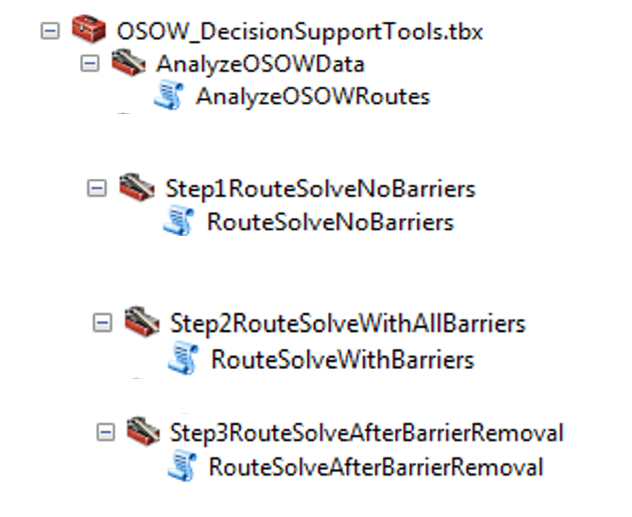 OSOW_DecisionSupportTools.tbx
AnalyzeOSOWData
AnalyzeOSOWRoutes
Step1RouteSolveNoBarriers
RouteSolveNoBarriers
Step2RouteSolveWithAllBarriers
RouteSolveWithBarriers
Step3RouteSolveAfterBarrierRemoval
RouteSolveAfterBarrierRemoval